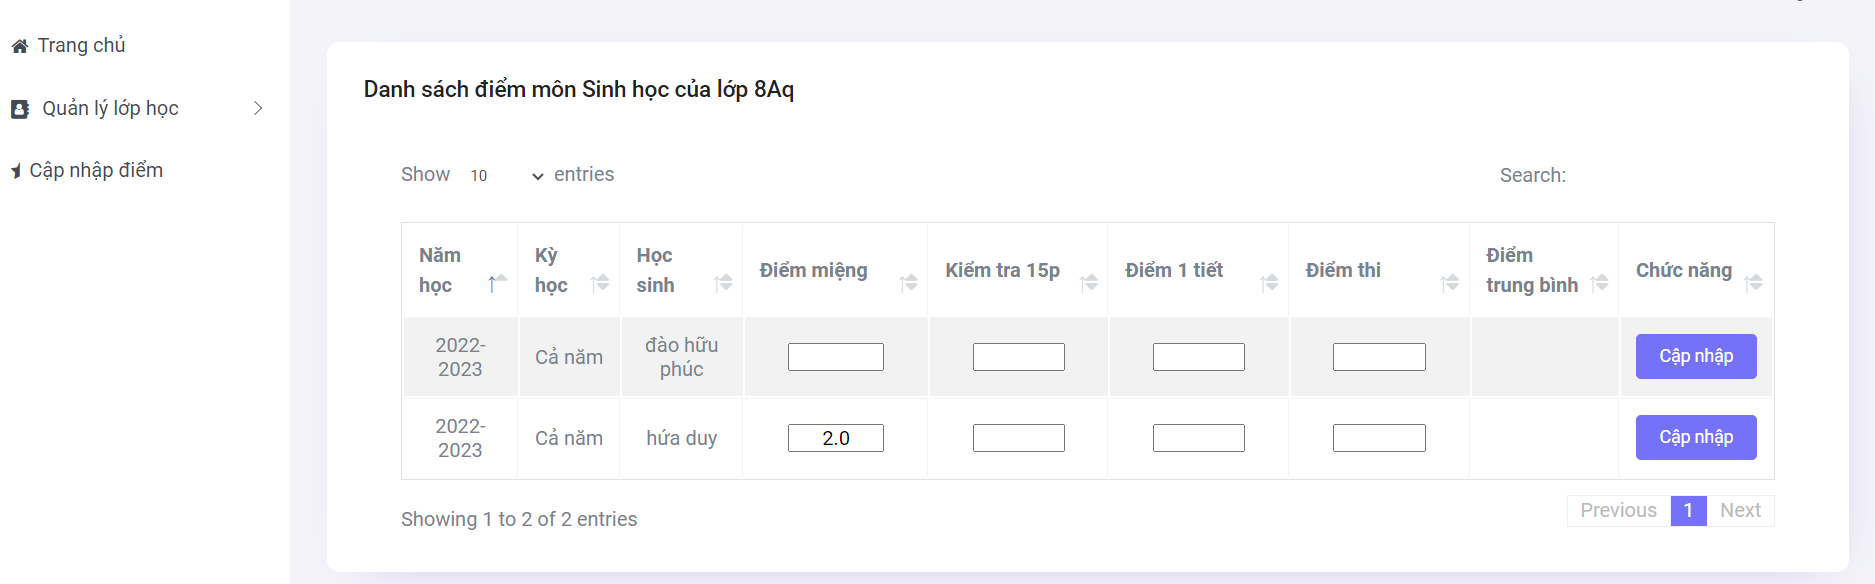 Trang chủ
Quản lý lớp học
Cập nhập điểm
Danh sách điểm môn Sinh học của lớp 8Aq
Show 10 entries
Search:
Năm học
Kỳ học
Học sinh
Điểm miệng
Kiểm tra 15p
Điểm 1 tiết
Điểm thi
Điểm trung bình
Chức năng
2022-2023
Cả năm
đào hữu phúc
Cập nhập
2022-2023
Cả năm
hứa duy
2.0
Cập nhập
Showing 1 to 2 of 2 entries
Previous 1 Next